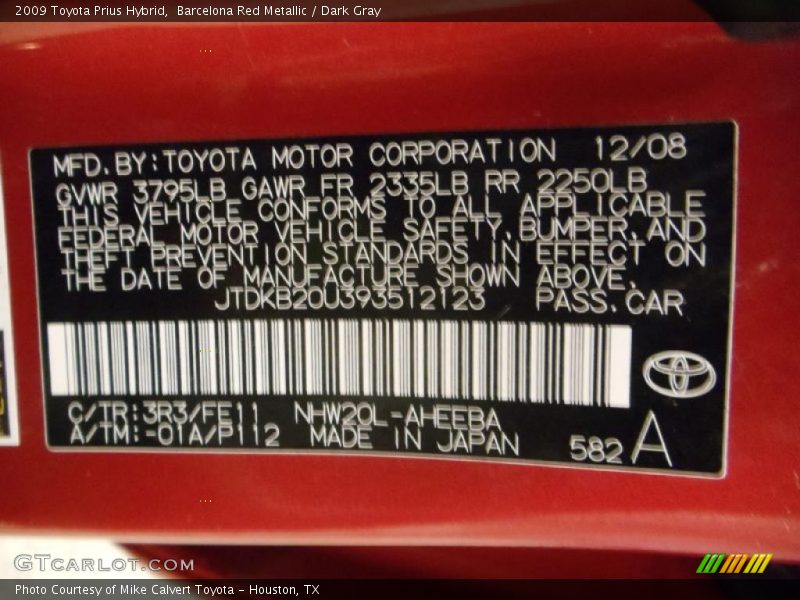 2009 Toyota Prius Hybrid, Barcelona Red Metallic / Dark Gray
MFD.BY:TOYOTA MOTOR CORPORATION 12/08
GVWR 3795LB GAWR FR 2335LB RR 2250LB
THIS VEHICLE CONFORMS TO ALL APPLICABLE
FEDERAL MOTOR VEHICLE SAFETY,BUMPER,AND
THEFT PREVENTION STANDARDS IN EFFECT ON
THE DATE OF MANUFACTURE SHOWN ABOVE.
JTDKB20U393512123 PASS.CAR
C/TR:3R3/FE11 NHW20L-AHEEBA
A/TM:-01A/P112 MADE IN JAPAN 582 A
GTCARLOT.COM
Photo Courtesy of Mike Calvert Toyota - Houston, TX